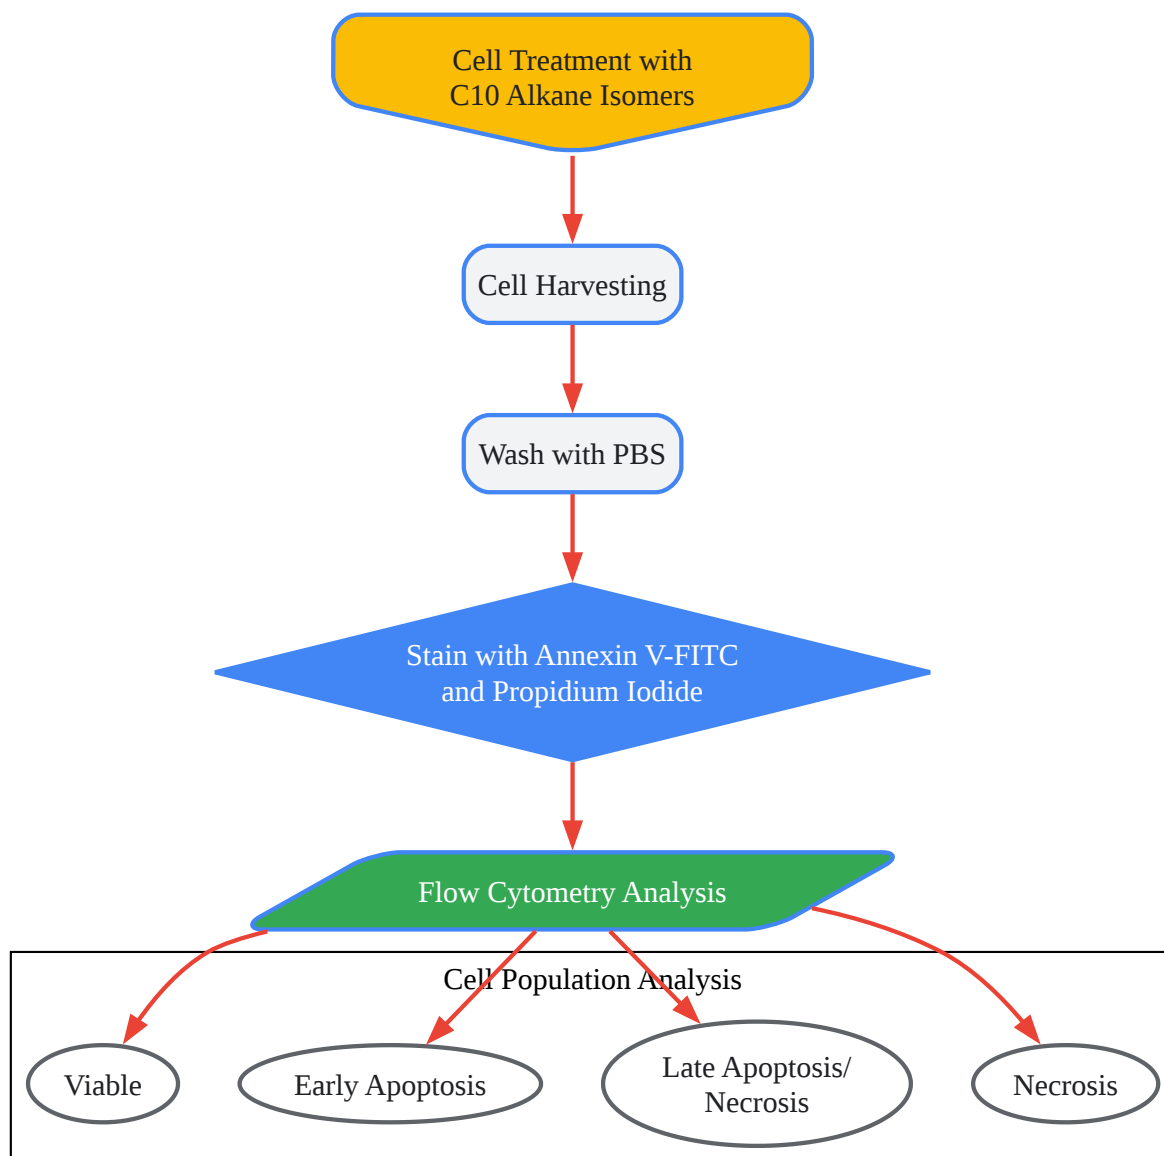 Cell Treatment with
C10 Alkane Isomers
Cell Harvesting
Wash with PBS
Stain with Annexin V-FITC
and Propidium Iodide
Flow Cytometry Analysis
Cell Population Analysis
Viable
Early Apoptosis
Late Apoptosis/
Necrosis
Necrosis